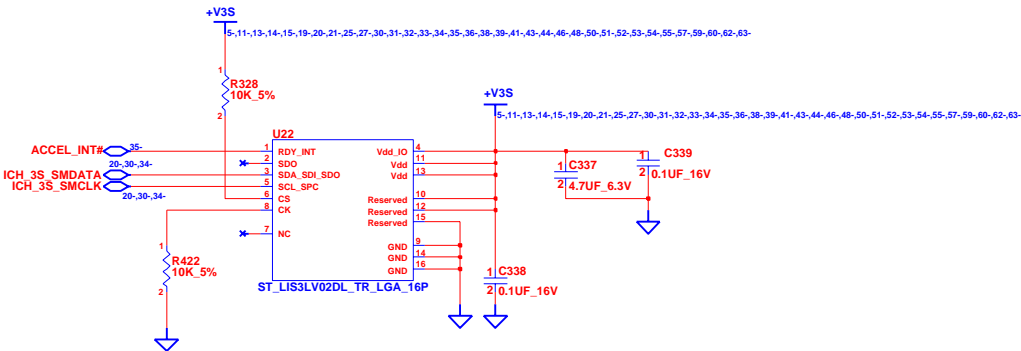 +V3S
5-,11-,13-,14-,15-,19-,20-,21-,25-,27-,30-,31-,32-,33-,34-,35-,36-,38-,39-,41-,43-,44-,46-,48-,50-,51-,52-,53-,54-,55-,57-,59-,60-,62-,63-
1
R328
10K_5%
2
+V3S
5-,11-,13-,14-,15-,19-,20-,21-,25-,27-,30-,31-,32-,33-,34-,35-,36-,38-,39-,41-,43-,44-,46-,48-,50-,51-,52-,53-,54-,55-,57-,59-,60-,62-,63-
U22
ACCEL_INT# 35- 1 RDY_INT Vdd_IO 4
2 SDO Vdd 11
20-,30-,34-
ICH_3S_SMDATA 3 SDA_SDI_SDO Vdd 13
ICH_3S_SMCLK 5 SCL_SPC
20-,30-,34-
6 CS Reserved 10
8 CK Reserved 12
Reserved 15
7 NC
GND 9
GND 14
GND 16
ST_LIS3LV02DL_TR_LGA_16P
1 C337
2 4.7UF_6.3V
1 C339
2 0.1UF_16V
1
R422
10K_5%
2
1 C338
2 0.1UF_16V